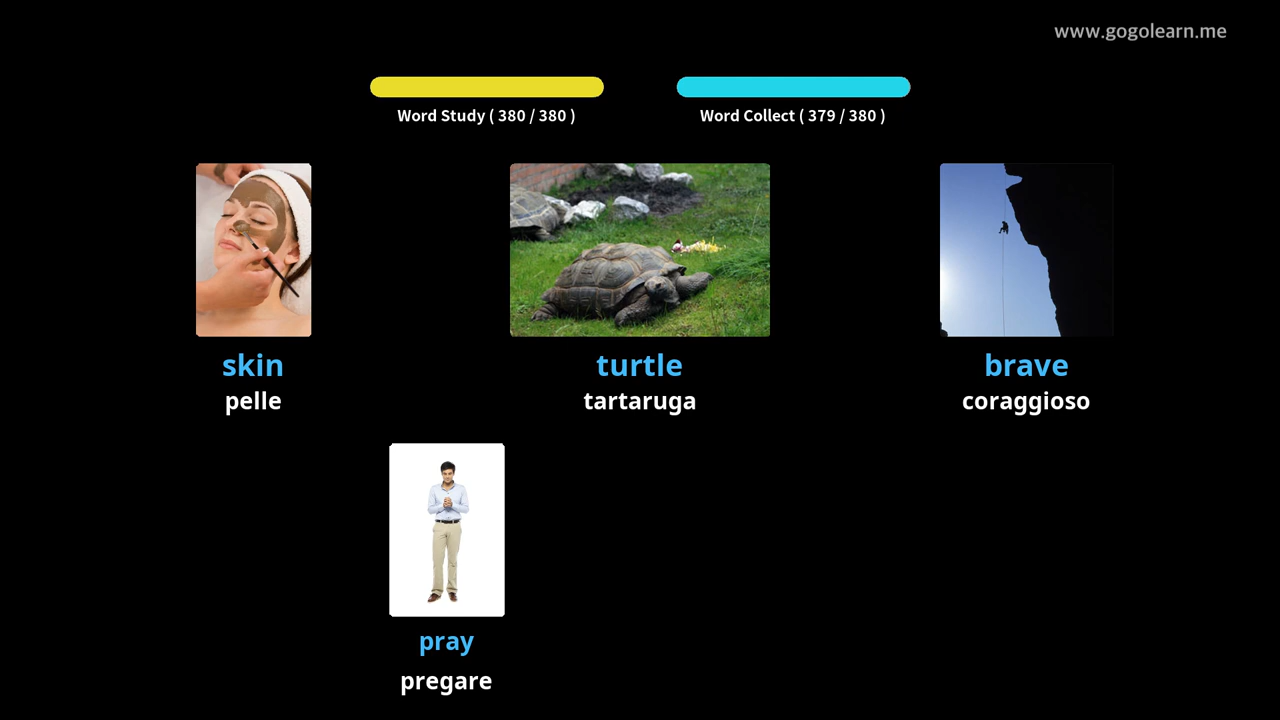 www.gogolearn.me
Word Study ( 380 / 380 )
Word Collect ( 379 / 380 )
skin
pelle
turtle
tartaruga
brave
coraggioso
pray
pregare